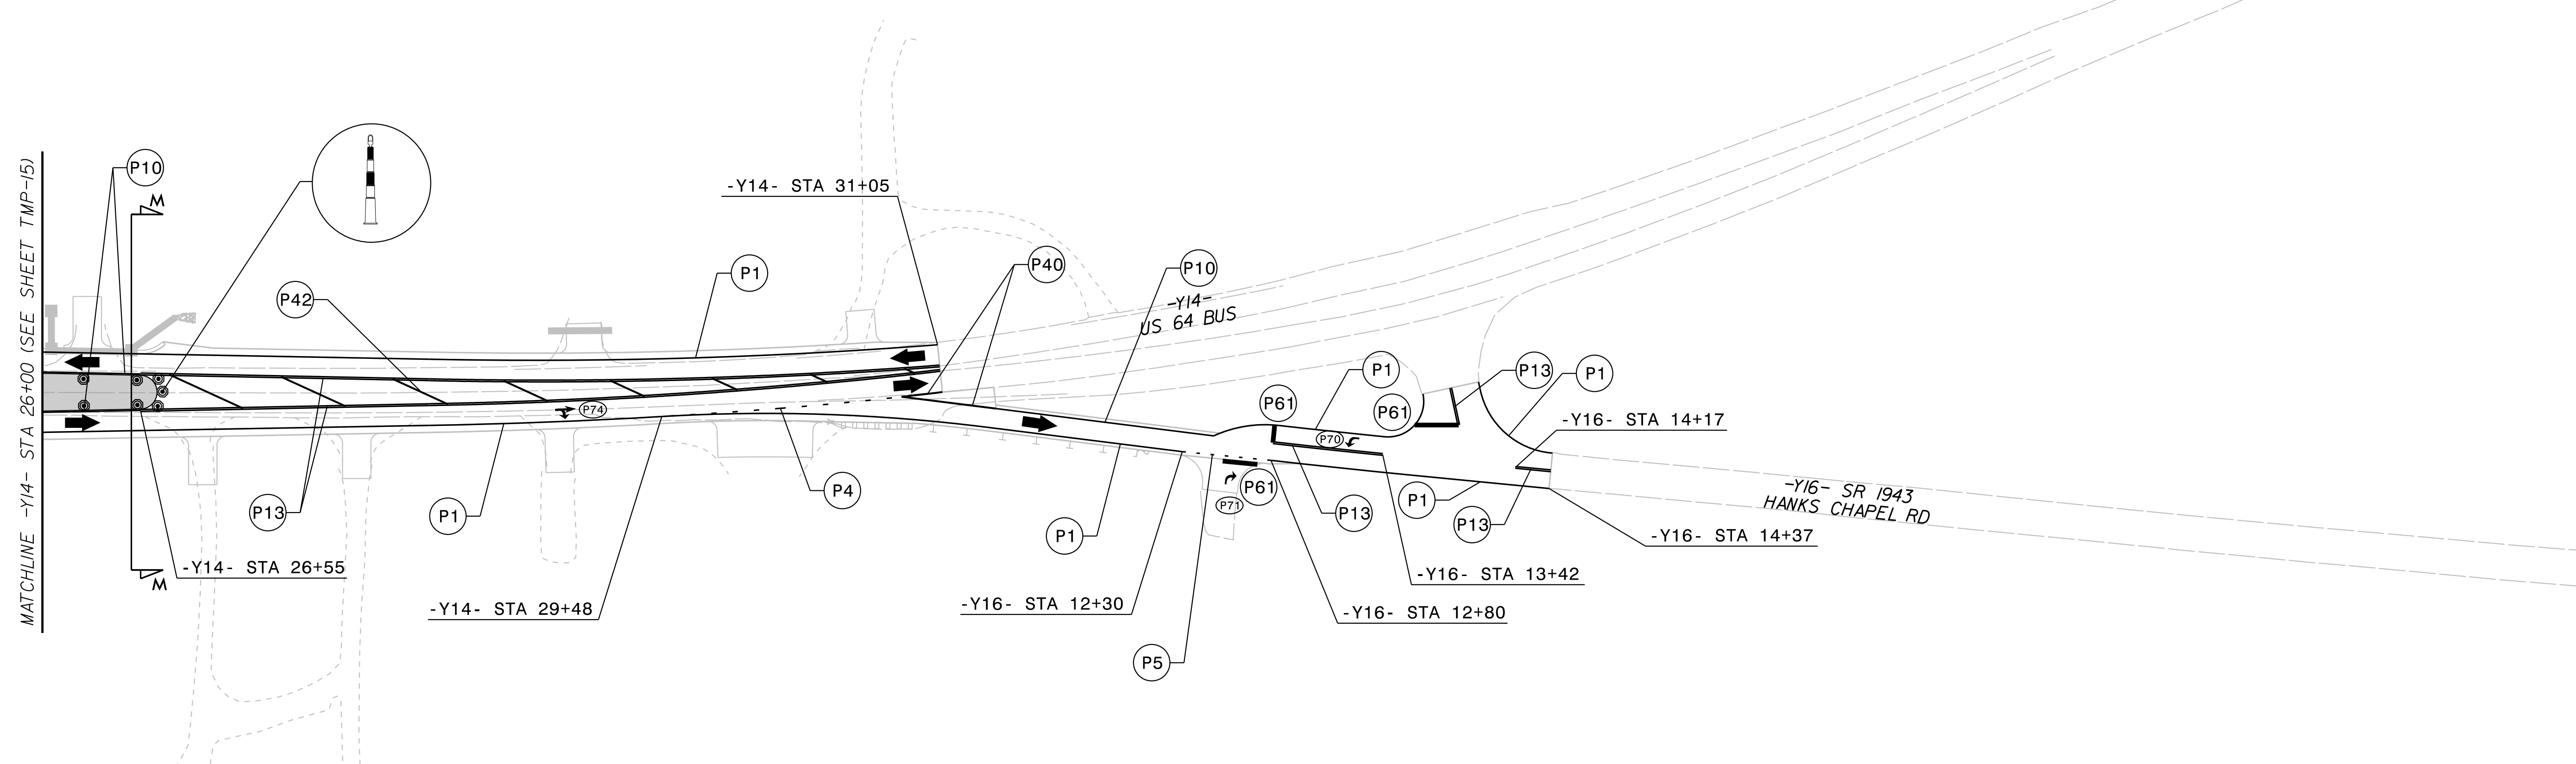 MATCHLINE -Y14- STA 26+00 (SEE SHEET TMP-15)
P10
M
-Y14- STA 31+05
P42
P1
P40
P10
-Y14-
US 64 BUS
P61
P1
P61
P13
P1
-Y16- STA 14+17
P74
P70
P13
P1
P4
P61
P71
P13
P1
P13
P1
-Y16- SR 1943
HANKS CHAPEL RD
-Y16- STA 14+37
-Y14- STA 26+55
M
-Y16- STA 13+42
-Y14- STA 29+48
-Y16- STA 12+30
-Y16- STA 12+80
P5